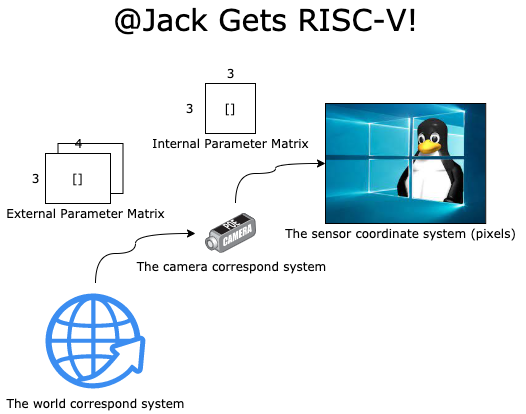 @Jack Gets RISC-V!
3
3
[]
Internal Parameter Matrix
4
3
[]
External Parameter Matrix
CAMERA
The sensor coordinate system (pixels)
The camera correspond system
The world correspond system